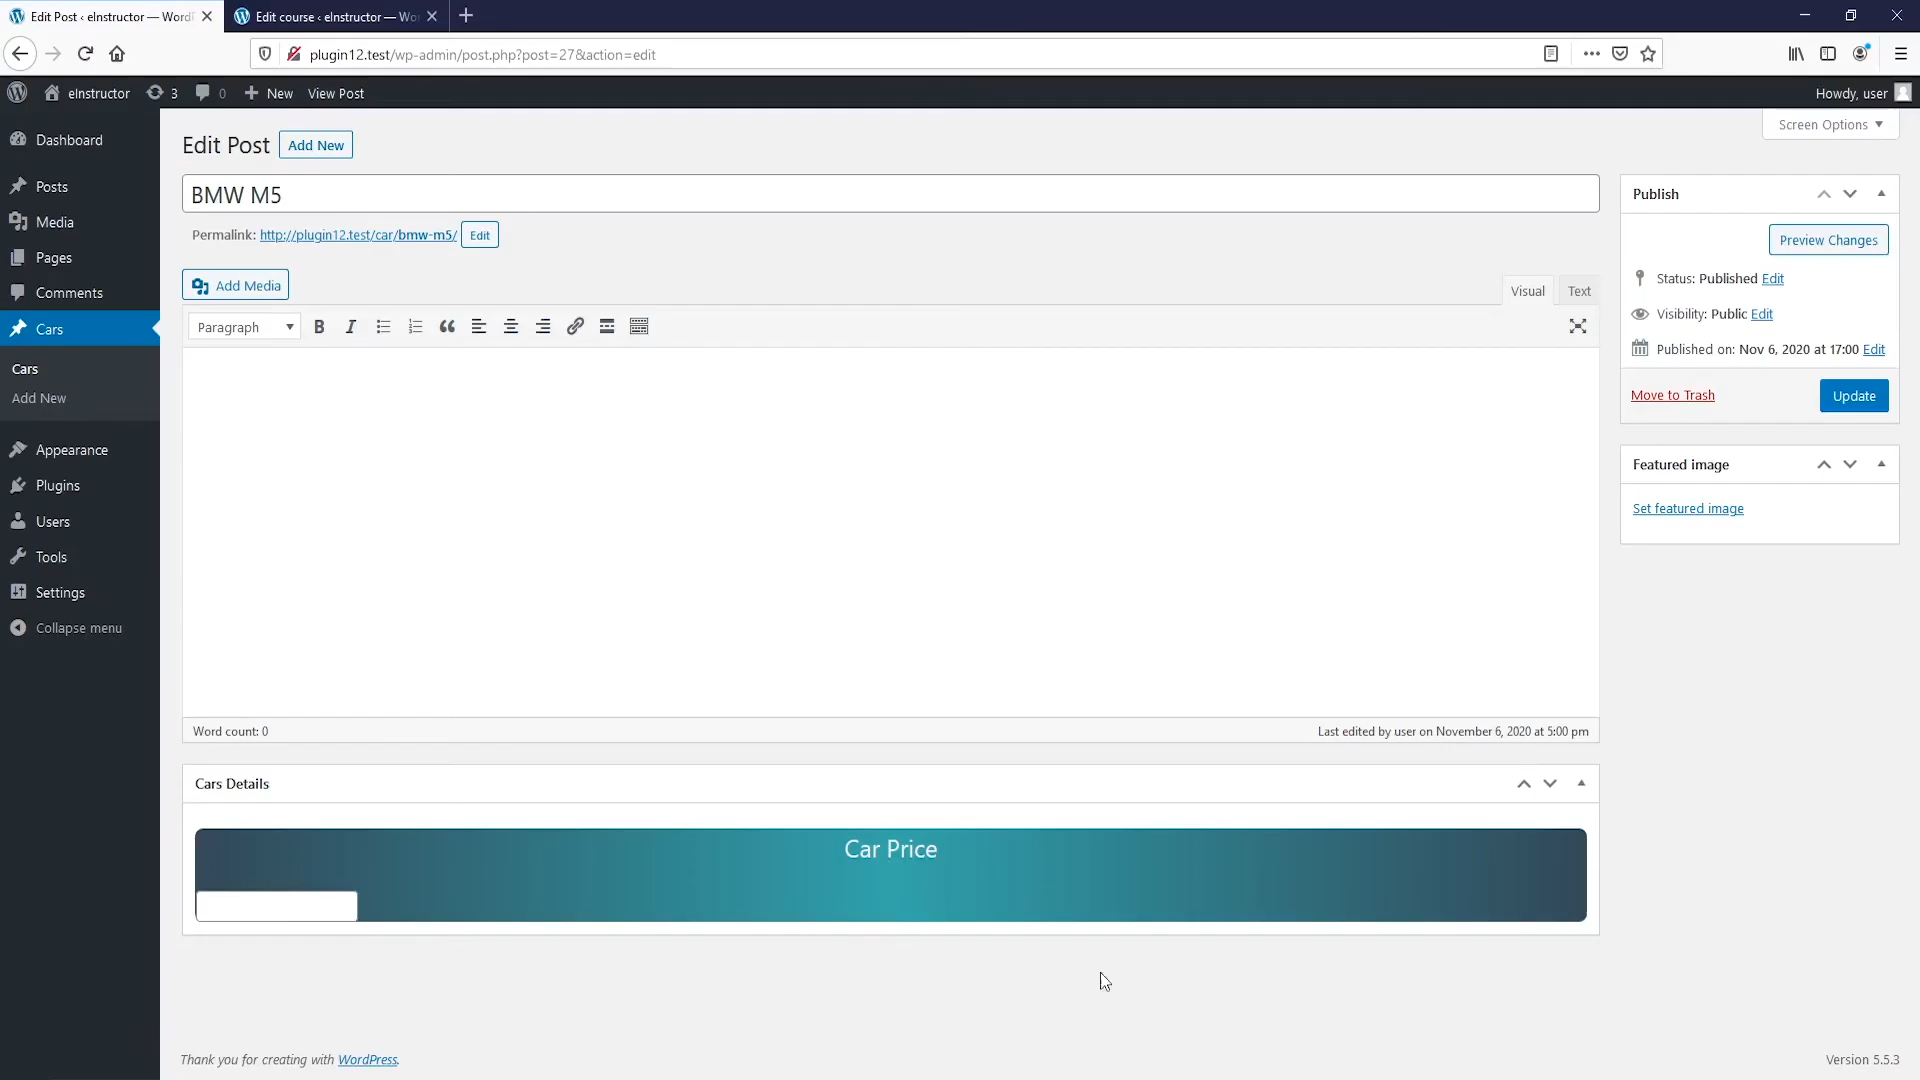 Edit Post ‹ eInstructor — WordP
Edit course ‹ eInstructor — Wo
plugin12.test/wp-admin/post.php?post=27&action=edit
eInstructor
3
0
New
View Post
Howdy, user
Screen Options
Dashboard
Posts
Media
Pages
Comments
Cars
Cars
Add New
Appearance
Plugins
Users
Tools
Settings
Collapse menu
Edit Post
Add New
BMW M5
Permalink: http://plugin12.test/car/bmw-m5/ Edit
Add Media
Visual
Text
Paragraph
B
I
Word count: 0
Last edited by user on November 6, 2020 at 5:00 pm
Cars Details
Car Price
Publish
Preview Changes
Status: Published Edit
Visibility: Public Edit
Published on: Nov 6, 2020 at 17:00 Edit
Move to Trash
Update
Featured image
Set featured image
Thank you for creating with WordPress.
Version 5.5.3